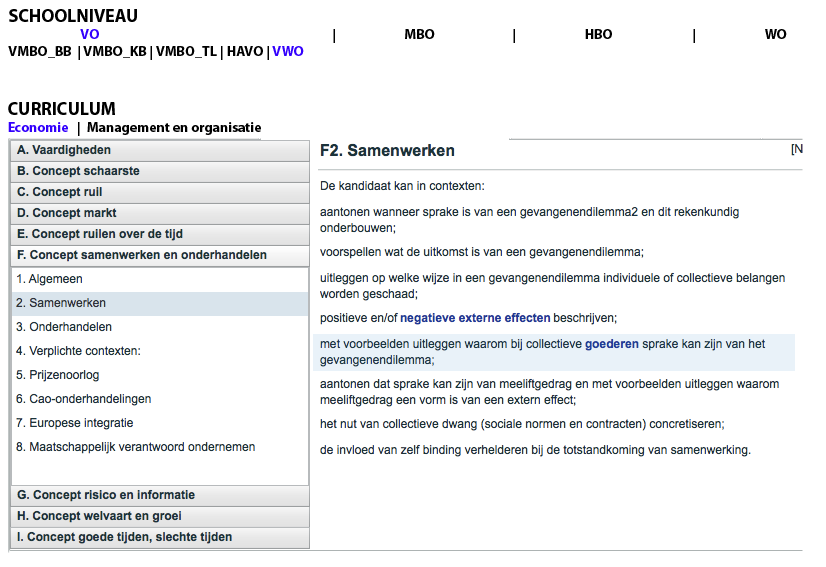 SCHOOLNIVEAU
VO | MBO | HBO | WO
VMBO_BB | VMBO_KB | VMBO_TL | HAVO | VWO
CURRICULUM
Economie | Management en organisatie
A. Vaardigheden
B. Concept schaarste
C. Concept ruil
D. Concept markt
E. Concept ruilen over de tijd
F. Concept samenwerken en onderhandelen
1. Algemeen
2. Samenwerken
3. Onderhandelen
4. Verplichte contexten:
5. Prijzenoorlog
6. Cao-onderhandelingen
7. Europese integratie
8. Maatschappelijk verantwoord ondernemen
G. Concept risico en informatie
H. Concept welvaart en groei
I. Concept goede tijden, slechte tijden
F2. Samenwerken [N
De kandidaat kan in contexten:
aantonen wanneer sprake is van een gevangenendilemma2 en dit rekenkundig
onderbouwen;
voorspellen wat de uitkomst is van een gevangenendilemma;
uitleggen op welke wijze in een gevangenendilemma individuele of collectieve belangen
worden geschaad;
positieve en/of negatieve externe effecten beschrijven;
met voorbeelden uitleggen waarom bij collectieve goederen sprake kan zijn van het
gevangenendilemma;
aantonen dat sprake kan zijn van meeliftgedrag en met voorbeelden uitleggen waarom
meeliftgedrag een vorm is van een extern effect;
het nut van collectieve dwang (sociale normen en contracten) concretiseren;
de invloed van zelf binding verhelderen bij de totstandkoming van samenwerking.